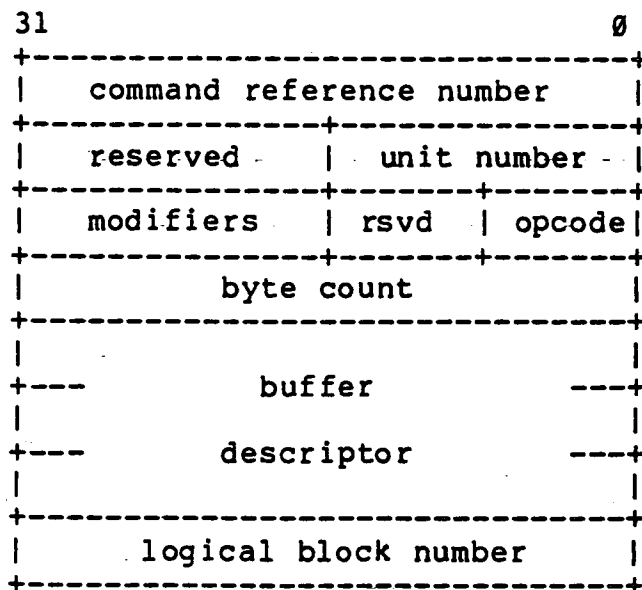 31 0
command reference number
reserved unit number
modifiers rsvd opcode
byte count
buffer
descriptor
logical block number